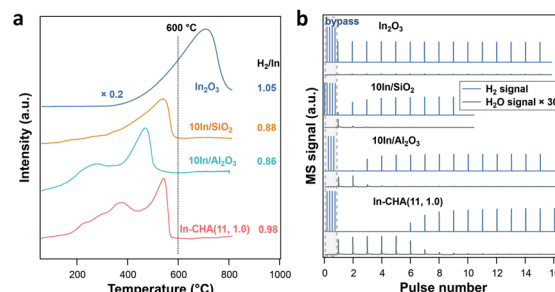 a
600 °C
H2/In
× 0.2
In2O3
1.05
10In/SiO2
0.88
10In/Al2O3
0.86
In-CHA(11, 1.0)
0.98
Intensity (a.u.)
200
400
600
800
1000
Temperature (°C)
b
bypass
In2O3
10In/SiO2
H2 signal
H2O signal × 30
10In/Al2O3
In-CHA(11, 1.0)
MS signal (a.u.)
0
2
4
6
8
10
12
14
16
Pulse number